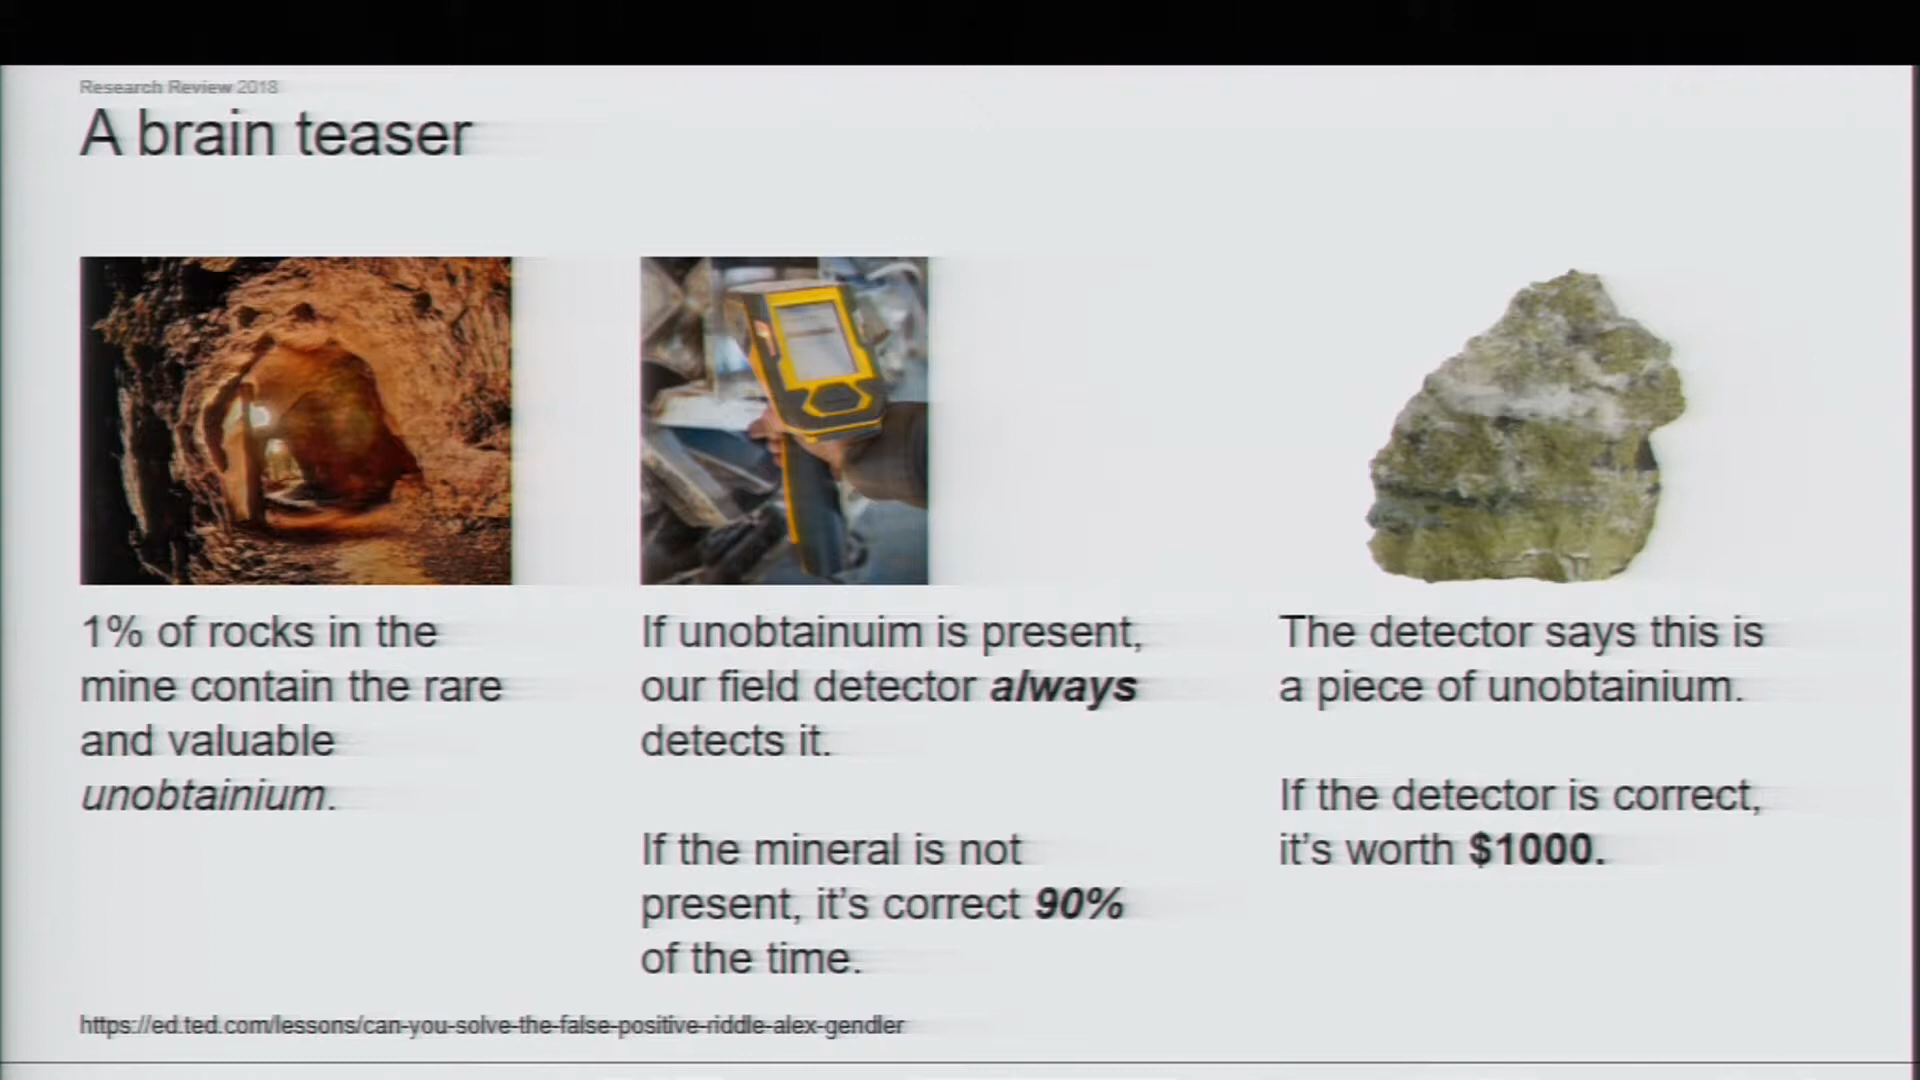 Research Review 2018
A brain teaser
1% of rocks in the
mine contain the rare
and valuable
unobtainium.
If unobtainuim is present,
our field detector always
detects it.
If the mineral is not
present, it's correct 90%
of the time.
The detector says this is
a piece of unobtainium.
If the detector is correct,
it's worth $1000.
https://ed.ted.com/lessons/can-you-solve-the-false-positive-riddle-alex-gendler